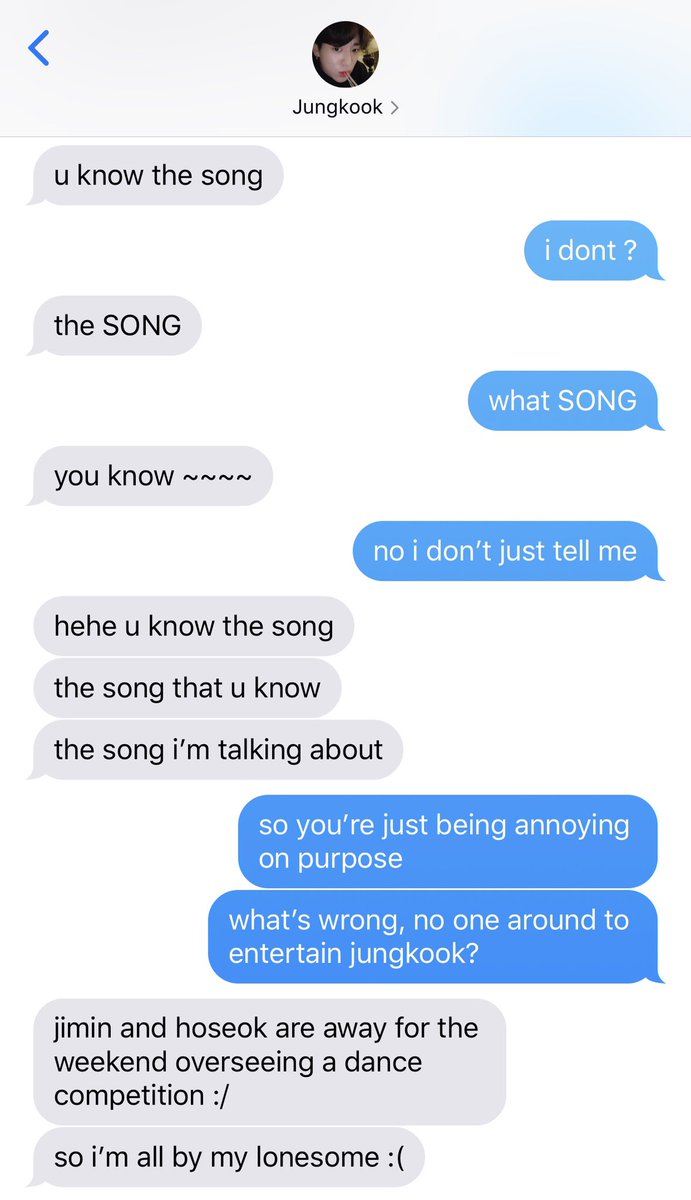 Jungkook
u know the song
i dont ?
the SONG
what SONG
you know ~~~~
no i don’t just tell me
hehe u know the song
the song that u know
the song i’m talking about
so you’re just being annoying
on purpose
what’s wrong, no one around to
entertain jungkook?
jimin and hoseok are away for the
weekend overseeing a dance
competition :/
so i’m all by my lonesome :(